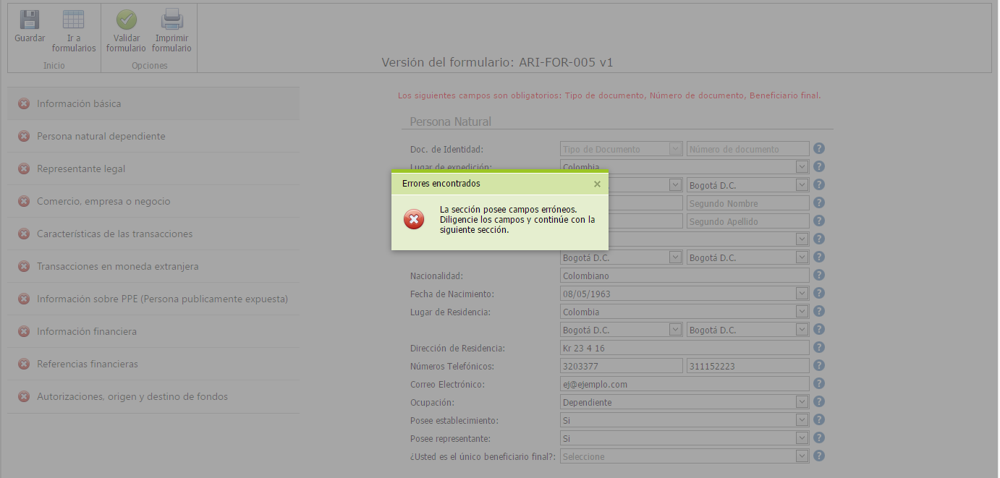 Guardar
Ir a formularios
Inicio
Validar formulario
Imprimir formulario
Opciones
Versión del formulario: ARI-FOR-005 v1
Información básica
Persona natural dependiente
Representante legal
Comercio, empresa o negocio
Características de las transacciones
Transacciones en moneda extranjera
Información sobre PPE (Persona publicamente expuesta)
Información financiera
Referencias financieras
Autorizaciones, origen y destino de fondos
Los siguientes campos son obligatorios: Tipo de documento, Número de documento, Beneficiario final.
Persona Natural
Doc. de Identidad: Tipo de Documento Número de documento
Lugar de expedición: Colombia
Bogotá D.C.
Segundo Nombre
Segundo Apellido
Errores encontrados
La sección posee campos erróneos.
Diligencie los campos y continúe con la
siguiente sección.
Bogotá D.C. Bogotá D.C.
Nacionalidad: Colombiano
Fecha de Nacimiento: 08/05/1963
Lugar de Residencia: Colombia
Bogotá D.C. Bogotá D.C.
Dirección de Residencia: Kr 23 4 16
Números Telefónicos: 3203377 311152223
Correo Electrónico: ej@ejemplo.com
Ocupación: Dependiente
Posee establecimiento: Si
Posee representante: Si
¿Usted es el único beneficiario final?: Seleccione